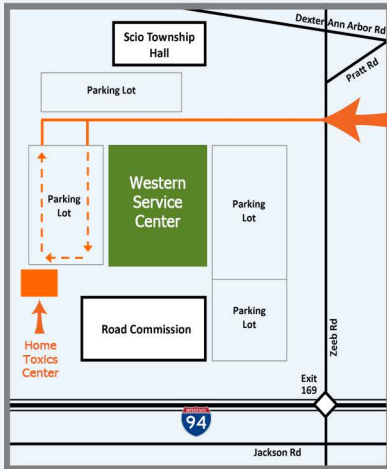 Dexter Ann Arbor Rd
Pratt Rd
Scio Township
Hall
Parking Lot
Parking
Lot
Western
Service
Center
Parking
Lot
Parking
Lot
Road Commission
Home
Toxics
Center
Zeeb Rd
Exit
169
INTERSTATE
94
Jackson Rd